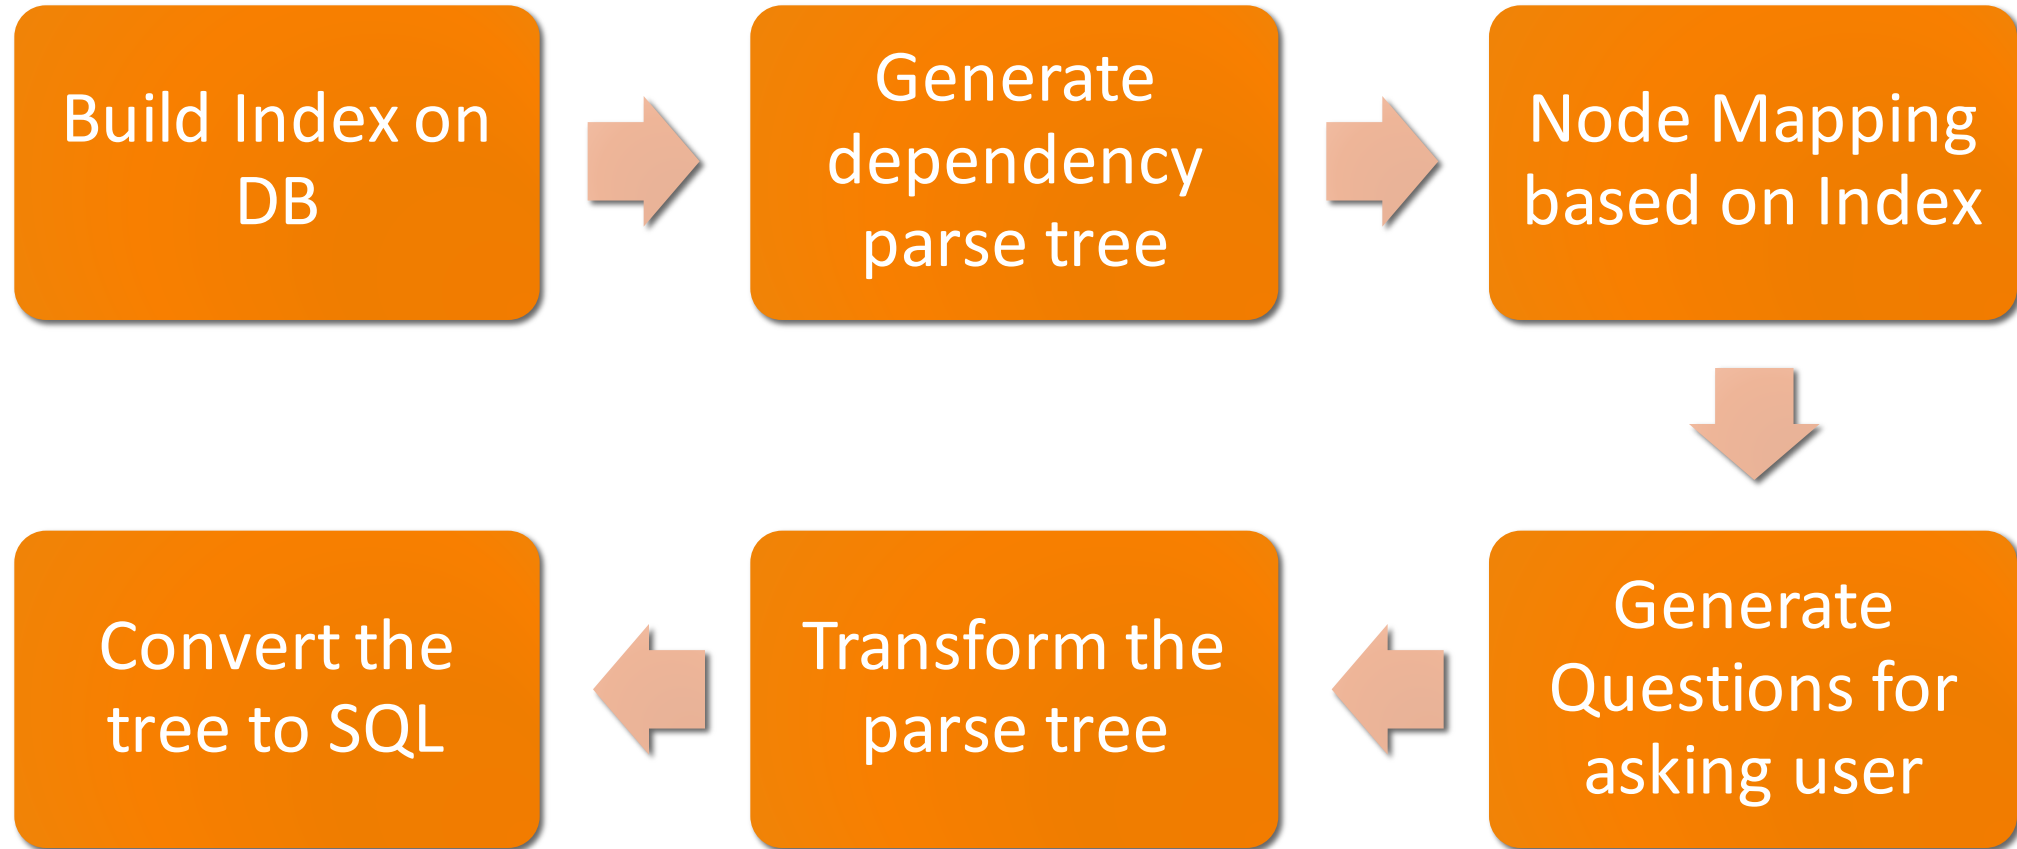 Build Index on
DB
Generate
dependency
parse tree
Node Mapping
based on Index
Generate
Questions for
asking user
Transform the
parse tree
Convert the
tree to SQL